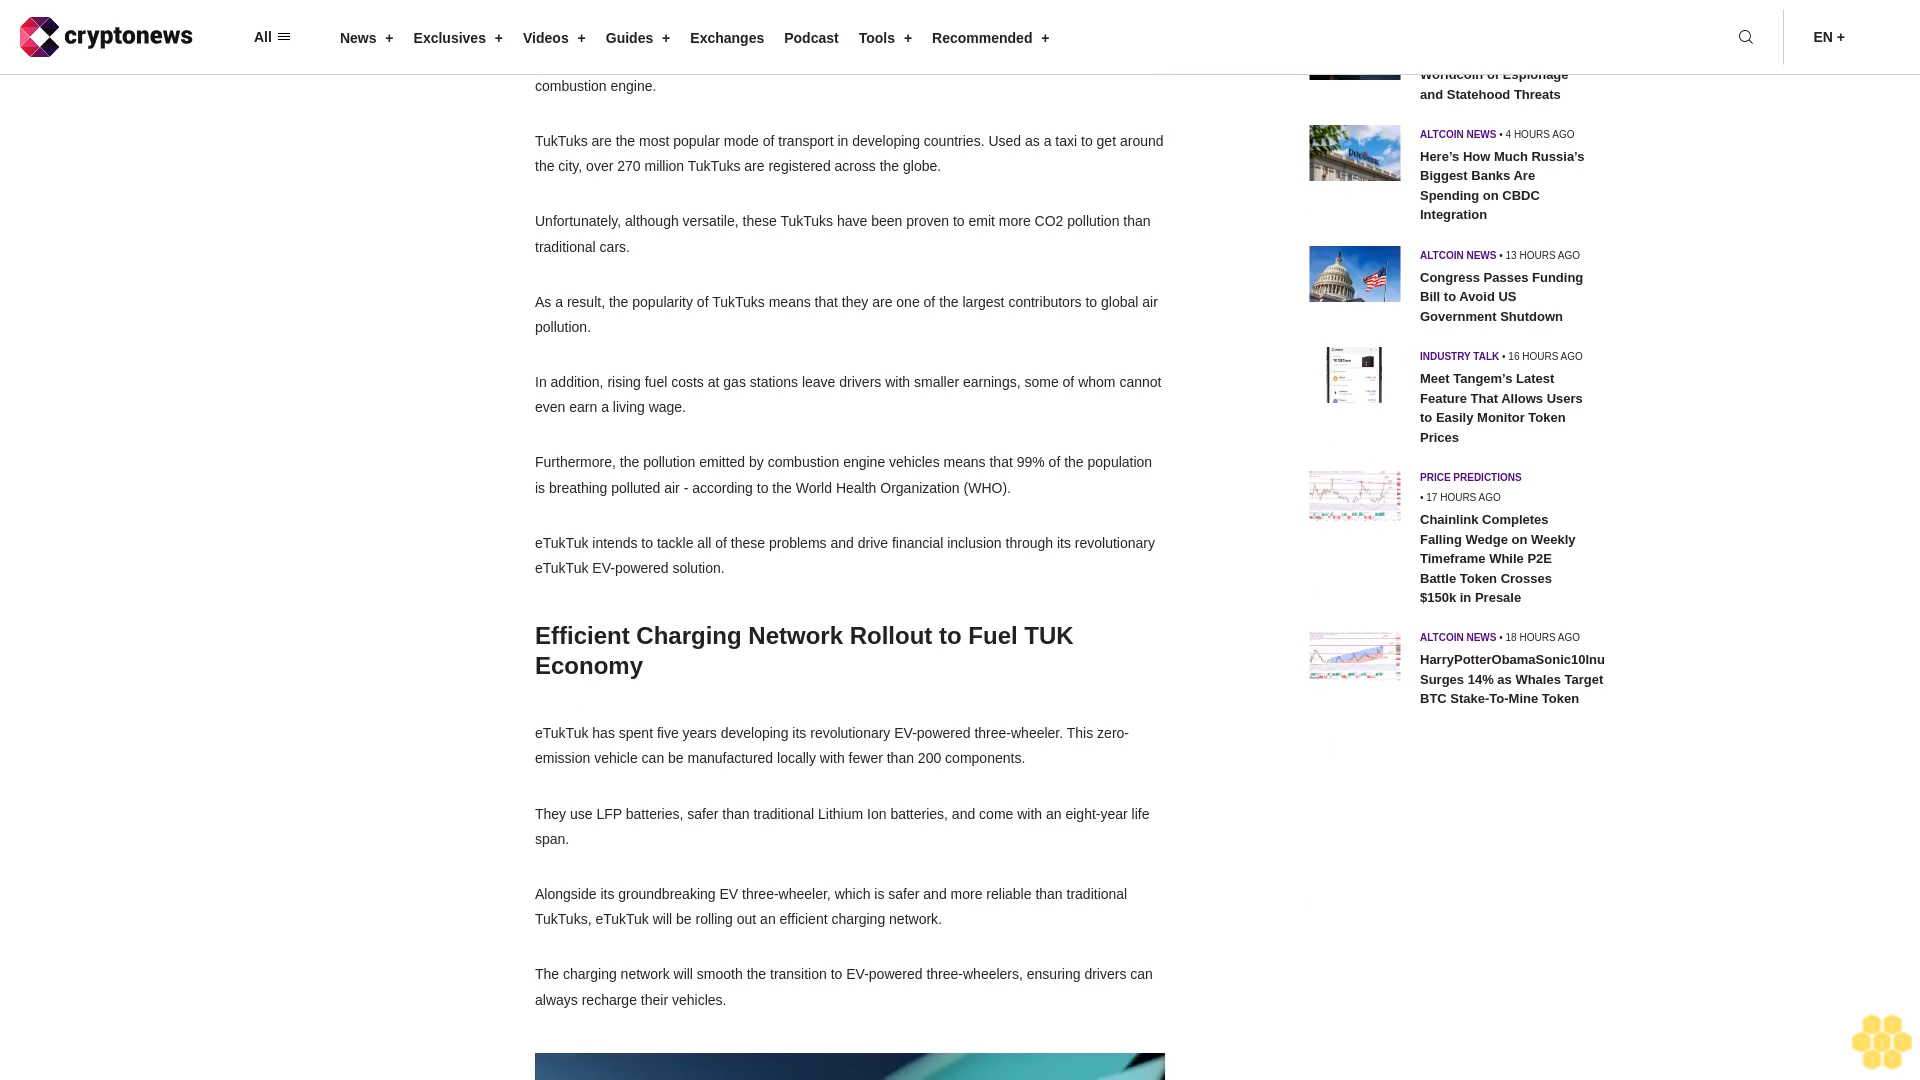 cryptonews
All
News +
Exclusives +
Videos +
Guides +
Exchanges
Podcast
Tools +
Recommended +
EN +
combustion engine.
TukTuks are the most popular mode of transport in developing countries. Used as a taxi to get around
the city, over 270 million TukTuks are registered across the globe.
Unfortunately, although versatile, these TukTuks have been proven to emit more CO2 pollution than
traditional cars.
As a result, the popularity of TukTuks means that they are one of the largest contributors to global air
pollution.
In addition, rising fuel costs at gas stations leave drivers with smaller earnings, some of whom cannot
even earn a living wage.
Furthermore, the pollution emitted by combustion engine vehicles means that 99% of the population
is breathing polluted air - according to the World Health Organization (WHO).
eTukTuk intends to tackle all of these problems and drive financial inclusion through its revolutionary
eTukTuk EV-powered solution.
Efficient Charging Network Rollout to Fuel TUK
Economy
eTukTuk has spent five years developing its revolutionary EV-powered three-wheeler. This zero-
emission vehicle can be manufactured locally with fewer than 200 components.
They use LFP batteries, safer than traditional Lithium Ion batteries, and come with an eight-year life
span.
Alongside its groundbreaking EV three-wheeler, which is safer and more reliable than traditional
TukTuks, eTukTuk will be rolling out an efficient charging network.
The charging network will smooth the transition to EV-powered three-wheelers, ensuring drivers can
always recharge their vehicles.
Worldcoin of Espionage
and Statehood Threats
ALTCOIN NEWS • 4 HOURS AGO
Here’s How Much Russia’s
Biggest Banks Are
Spending on CBDC
Integration
ALTCOIN NEWS • 13 HOURS AGO
Congress Passes Funding
Bill to Avoid US
Government Shutdown
INDUSTRY TALK • 16 HOURS AGO
Meet Tangem’s Latest
Feature That Allows Users
to Easily Monitor Token
Prices
PRICE PREDICTIONS
• 17 HOURS AGO
Chainlink Completes
Falling Wedge on Weekly
Timeframe While P2E
Battle Token Crosses
$150k in Presale
ALTCOIN NEWS • 18 HOURS AGO
HarryPotterObamaSonic10Inu
Surges 14% as Whales Target
BTC Stake-To-Mine Token